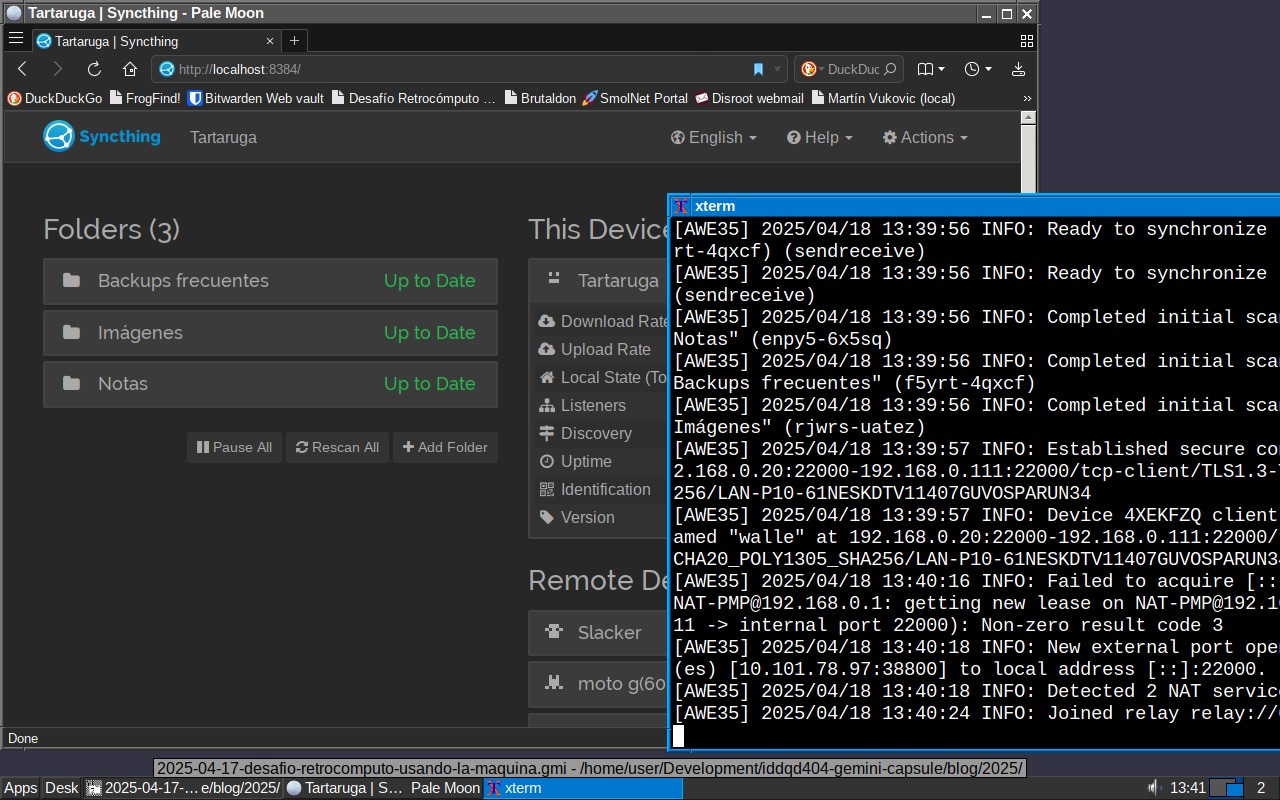 Tartaruga | Syncthing - Pale Moon
Tartaruga | Syncthing
http://localhost:8384/
DuckDuc
DuckDuckGo FrogFind! Bitwarden Web vault Desafío Retrocómputo … Brutaldon SmolNet Portal Disroot webmail Martín Vukovic (local) »
Syncthing Tartaruga English Help Actions
Folders (3)
Backups frecuentes Up to Date
Imágenes Up to Date
Notas Up to Date
Pause All Rescan All Add Folder
This Device
Tartaruga
Download Rate
Upload Rate
Local State (To
Listeners
Discovery
Uptime
Identification
Version
Remote De
Slacker
moto g(60
Done
xterm
[AWE35] 2025/04/18 13:39:56 INFO: Ready to synchronize
rt-4qxcf) (sendreceive)
[AWE35] 2025/04/18 13:39:56 INFO: Ready to synchronize
(sendreceive)
[AWE35] 2025/04/18 13:39:56 INFO: Completed initial sca
Notas" (enpy5-6x5sq)
[AWE35] 2025/04/18 13:39:56 INFO: Completed initial sca
Backups frecuentes" (f5yrt-4qxcf)
[AWE35] 2025/04/18 13:39:56 INFO: Completed initial sca
Imágenes" (rjwrs-uatez)
[AWE35] 2025/04/18 13:39:57 INFO: Established secure co
2.168.0.20:22000-192.168.0.111:22000/tcp-client/TLS1.3-
256/LAN-P10-61NESKDTV11407GUVOSPARUN34
[AWE35] 2025/04/18 13:39:57 INFO: Device 4XEKFZQ client
amed "walle" at 192.168.0.20:22000-192.168.0.111:22000/
CHA20_POLY1305_SHA256/LAN-P10-61NESKDTV11407GUVOSPARUN34
[AWE35] 2025/04/18 13:40:16 INFO: Failed to acquire [::
NAT-PMP@192.168.0.1: getting new lease on NAT-PMP@192.16
11 -> internal port 22000): Non-zero result code 3
[AWE35] 2025/04/18 13:40:18 INFO: New external port ope
(es) [10.101.78.97:38800] to local address [::]:22000.
[AWE35] 2025/04/18 13:40:18 INFO: Detected 2 NAT service
[AWE35] 2025/04/18 13:40:24 INFO: Joined relay relay://
2025-04-17-desafio-retrocomputo-usando-la-maquina.gmi - /home/user/Development/iddqd404-gemini-capsule/blog/2025/
Apps Desk 2025-04-17-…e/blog/2025/ Tartaruga | S… Pale Moon xterm 13:41 2